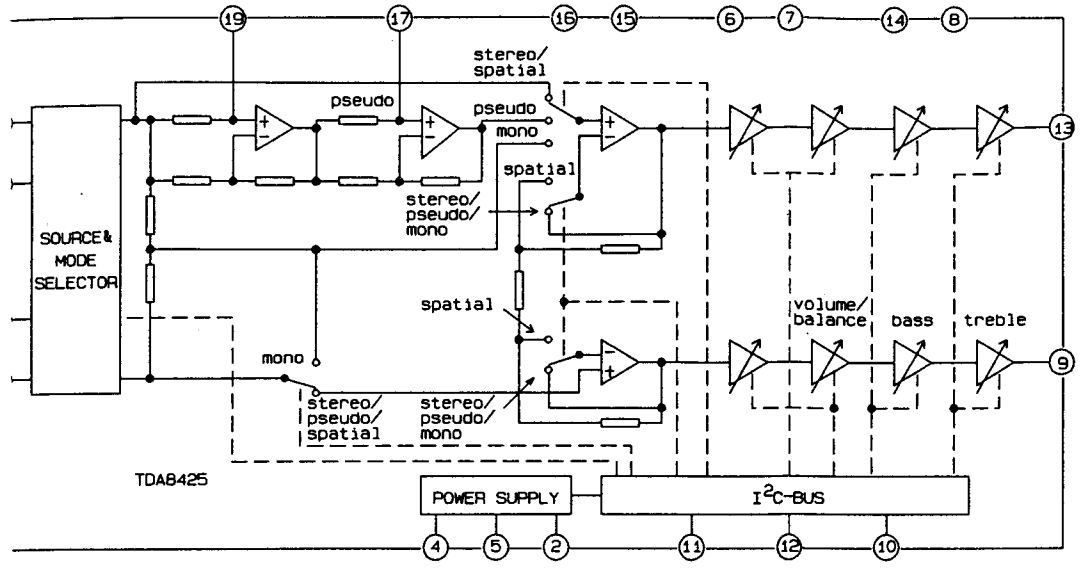 19 17 16 15 6 7 14 8
stereo/
spatial
pseudo
pseudo
mono
+
−
+
−
+
−
13
spatial
stereo/
pseudo/
mono
SOURCE&
MODE
SELECTOR
spatial
volume/
balance
bass
treble
mono
−
+
9
stereo/
pseudo/
spatial
stereo/
pseudo/
mono
TDA8425
POWER SUPPLY
I²C-BUS
4 5 2 11 12 10